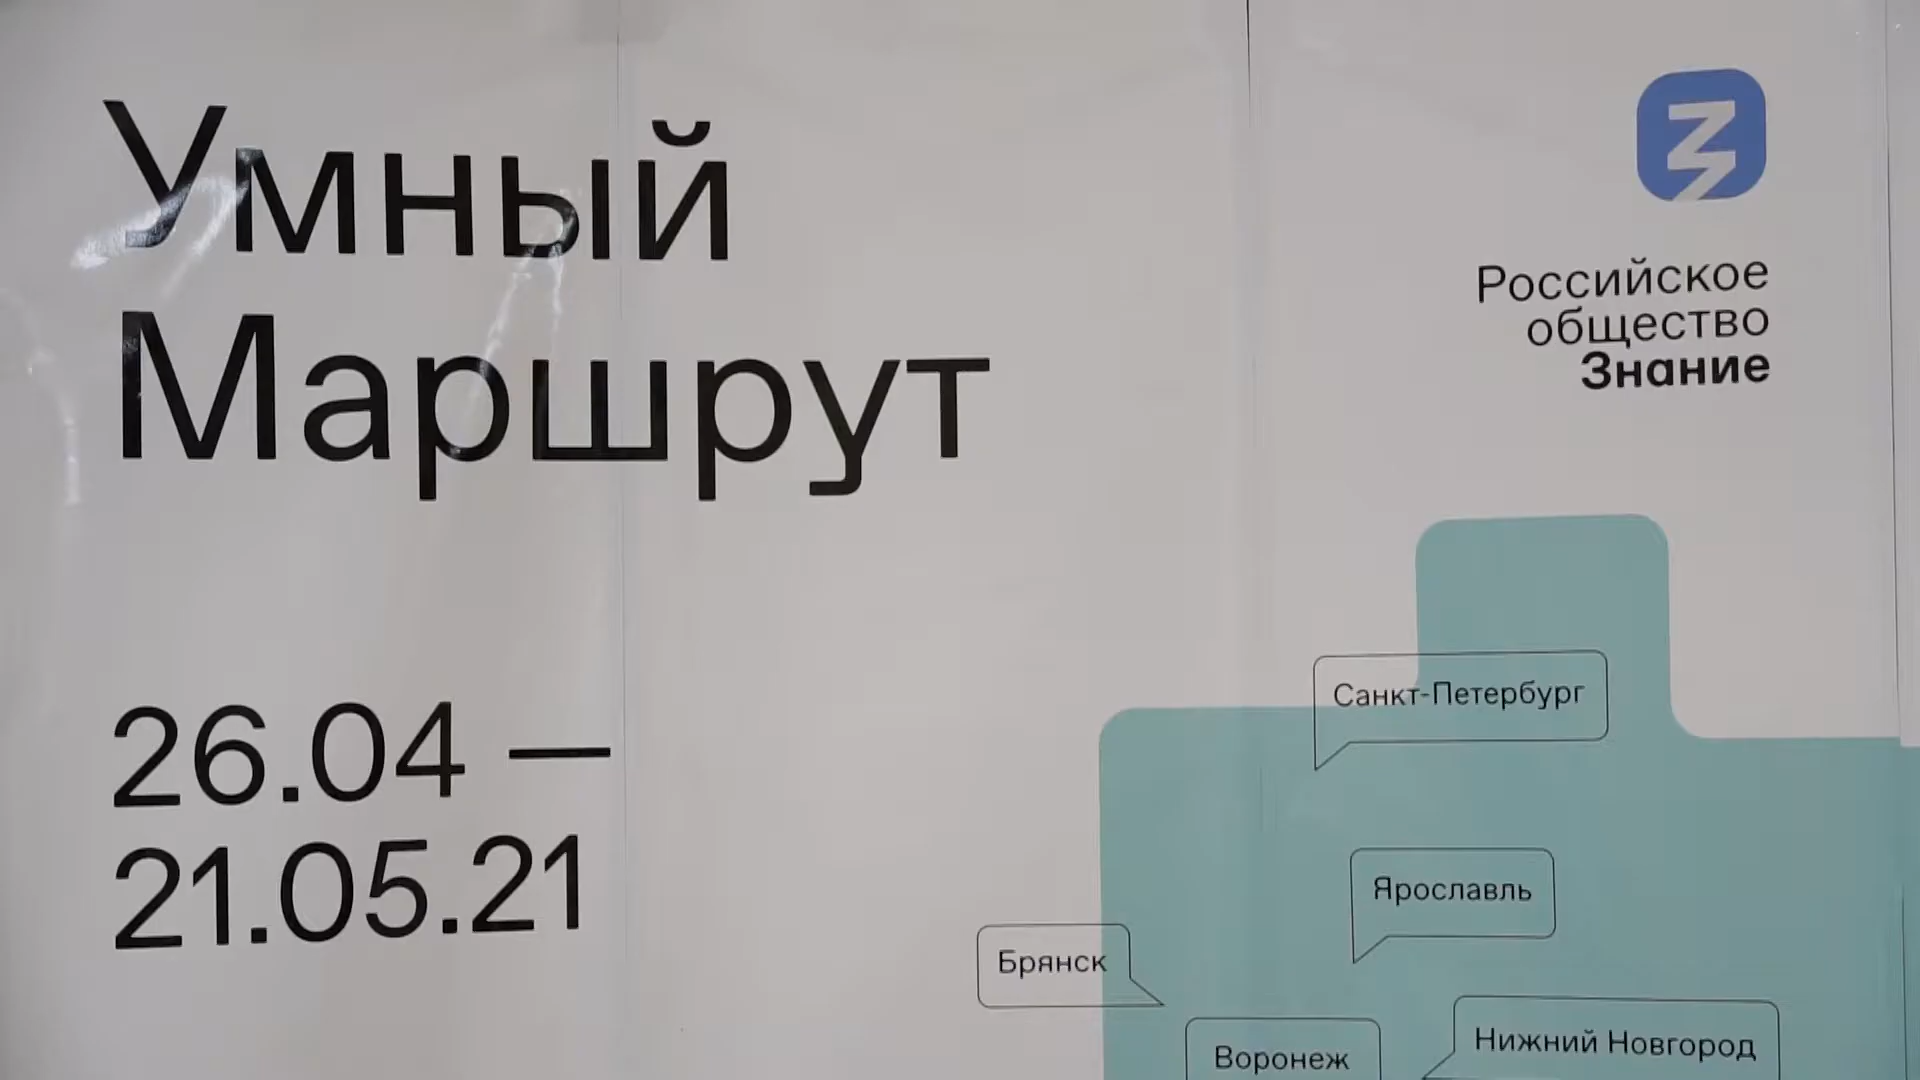 Умный
Маршрут
Российское
общество
Знание
26.04 —
21.05.21
Санкт-Петербург
Ярославль
Брянск
Нижний Новгород
Воронеж